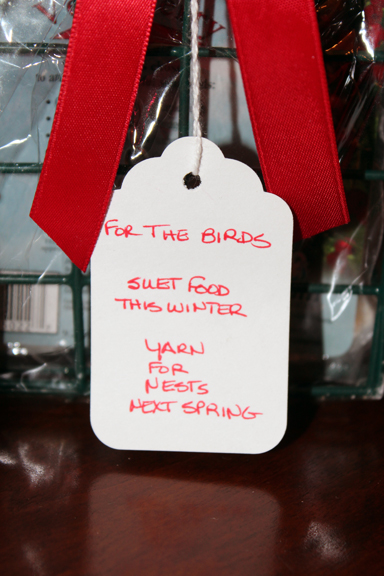 FOR THE BIRDS
SUET FOOD
THIS WINTER
YARN
FOR
NESTS
NEXT SPRING